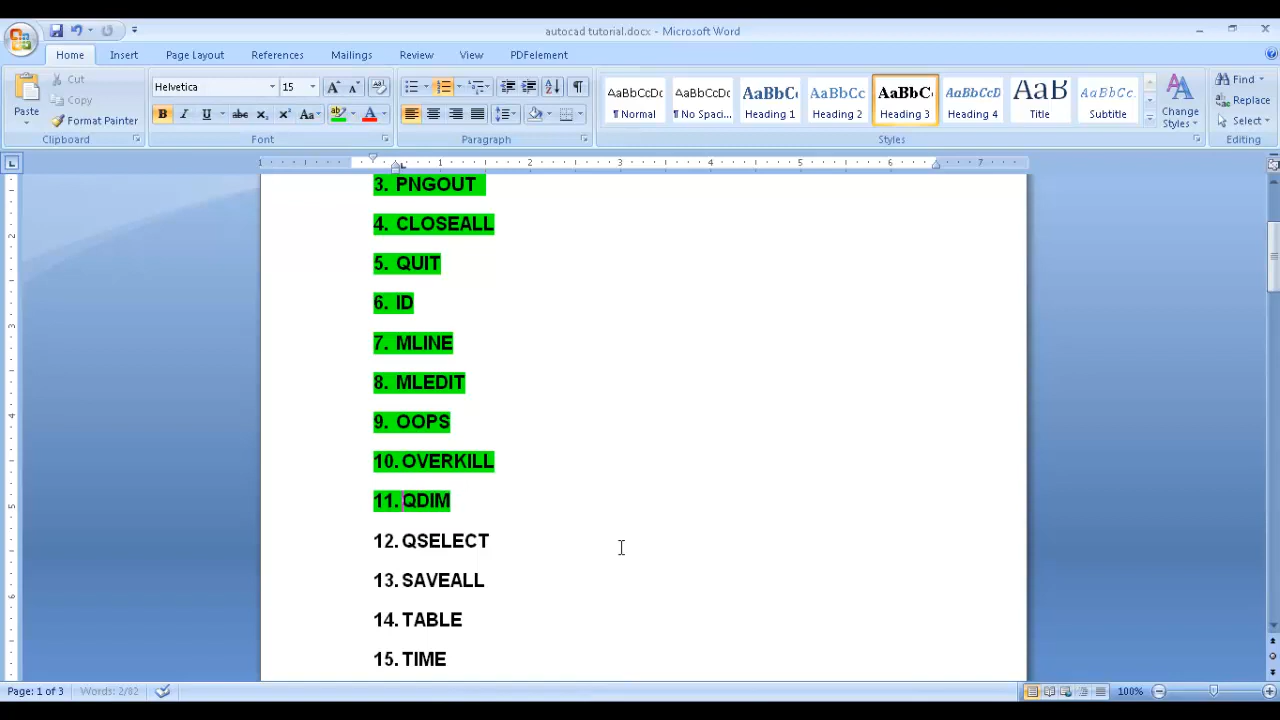 autocad tutorial.docx - Microsoft Word
Home Insert Page Layout References Mailings Review View PDFelement
Paste
Cut
Copy
Format Painter
Clipboard
Helvetica 15
Font
Paragraph
AaBbCcDc AaBbCcDc AaBbCc AaBbCc AaBbC AaBbCcD AaB AaBbCc.
¶ Normal ¶ No Spaci... Heading 1 Heading 2 Heading 3 Heading 4 Title Subtitle
Change Styles
Styles
Find
Replace
Select
Editing
3. PNGOUT
4. CLOSEALL
5. QUIT
6. ID
7. MLINE
8. MLEDIT
9. OOPS
10. OVERKILL
11. QDIM
12. QSELECT
13. SAVEALL
14. TABLE
15. TIME
Page: 1 of 3 Words: 2/82 100%